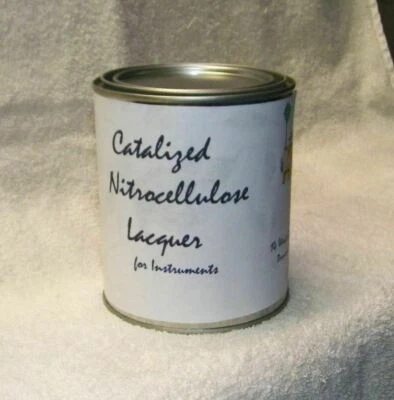 Catalized
Nitrocellulose
Lacquer
for Instruments